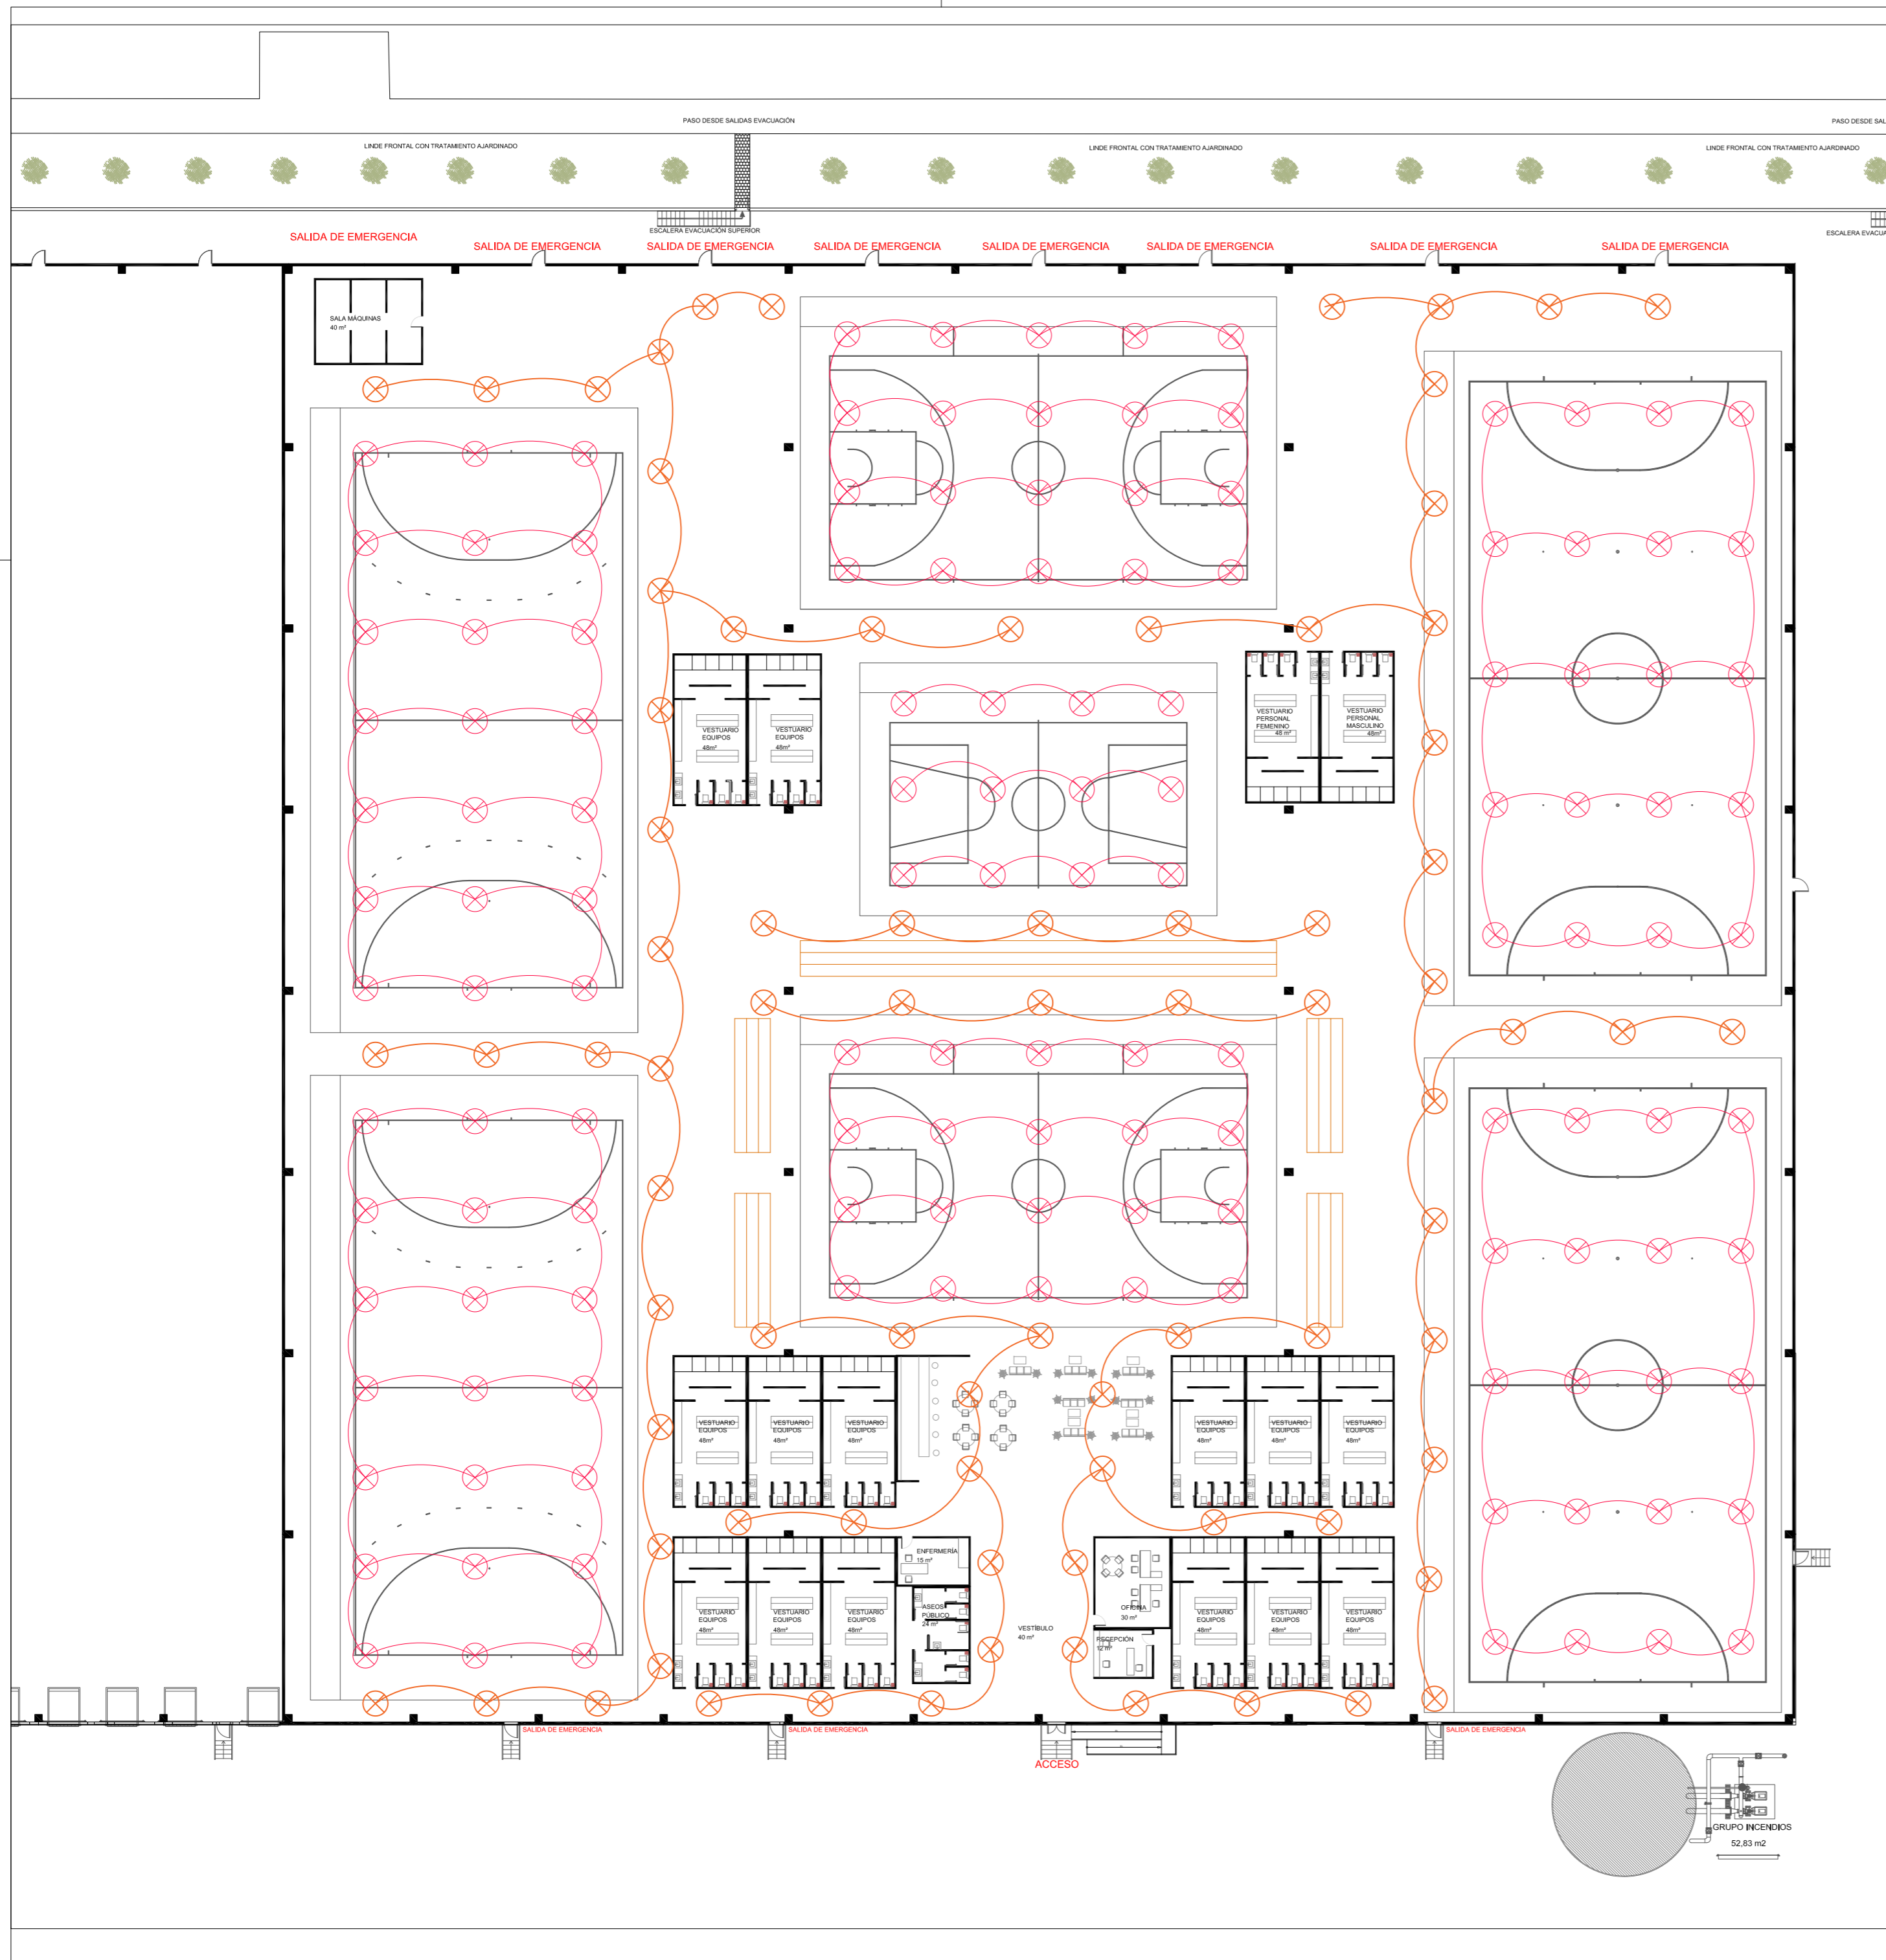 PASO DESDE SALIDAS EVACUACIÓN
PASO DESDE SAL
LINDE FRONTAL CON TRATAMIENTO AJARDINADO
LINDE FRONTAL CON TRATAMIENTO AJARDINADO
LINDE FRONTAL CON TRATAMIENTO AJARDINADO
ESCALERA EVACUACIÓN SUPERIOR
ESCALERA EVACUA
SALIDA DE EMERGENCIA
SALIDA DE EMERGENCIA
SALIDA DE EMERGENCIA
SALIDA DE EMERGENCIA
SALIDA DE EMERGENCIA
SALIDA DE EMERGENCIA
SALIDA DE EMERGENCIA
SALIDA DE EMERGENCIA
SALA MÁQUINAS
40 m²
VESTUARIO
EQUIPOS
48m²
VESTUARIO
EQUIPOS
48m²
VESTUARIO
PERSONAL
FEMENINO
48 m²
VESTUARIO
PERSONAL
MASCULINO
48m²
VESTUARIO
EQUIPOS
48m²
VESTUARIO
EQUIPOS
48m²
VESTUARIO
EQUIPOS
48m²
VESTUARIO
EQUIPOS
48m²
VESTUARIO
EQUIPOS
48m²
VESTUARIO
EQUIPOS
48m²
ENFERMERÍA
15 m²
VESTUARIO
EQUIPOS
48m²
VESTUARIO
EQUIPOS
48m²
VESTUARIO
EQUIPOS
48m²
ASEOS
PÚBLICO
24 m²
VESTÍBULO
40 m²
OFICINA
30 m²
RECEPCIÓN
12 m²
VESTUARIO
EQUIPOS
48m²
VESTUARIO
EQUIPOS
48m²
VESTUARIO
EQUIPOS
48m²
SALIDA DE EMERGENCIA
SALIDA DE EMERGENCIA
SALIDA DE EMERGENCIA
ACCESO
GRUPO INCENDIOS
52,83 m2